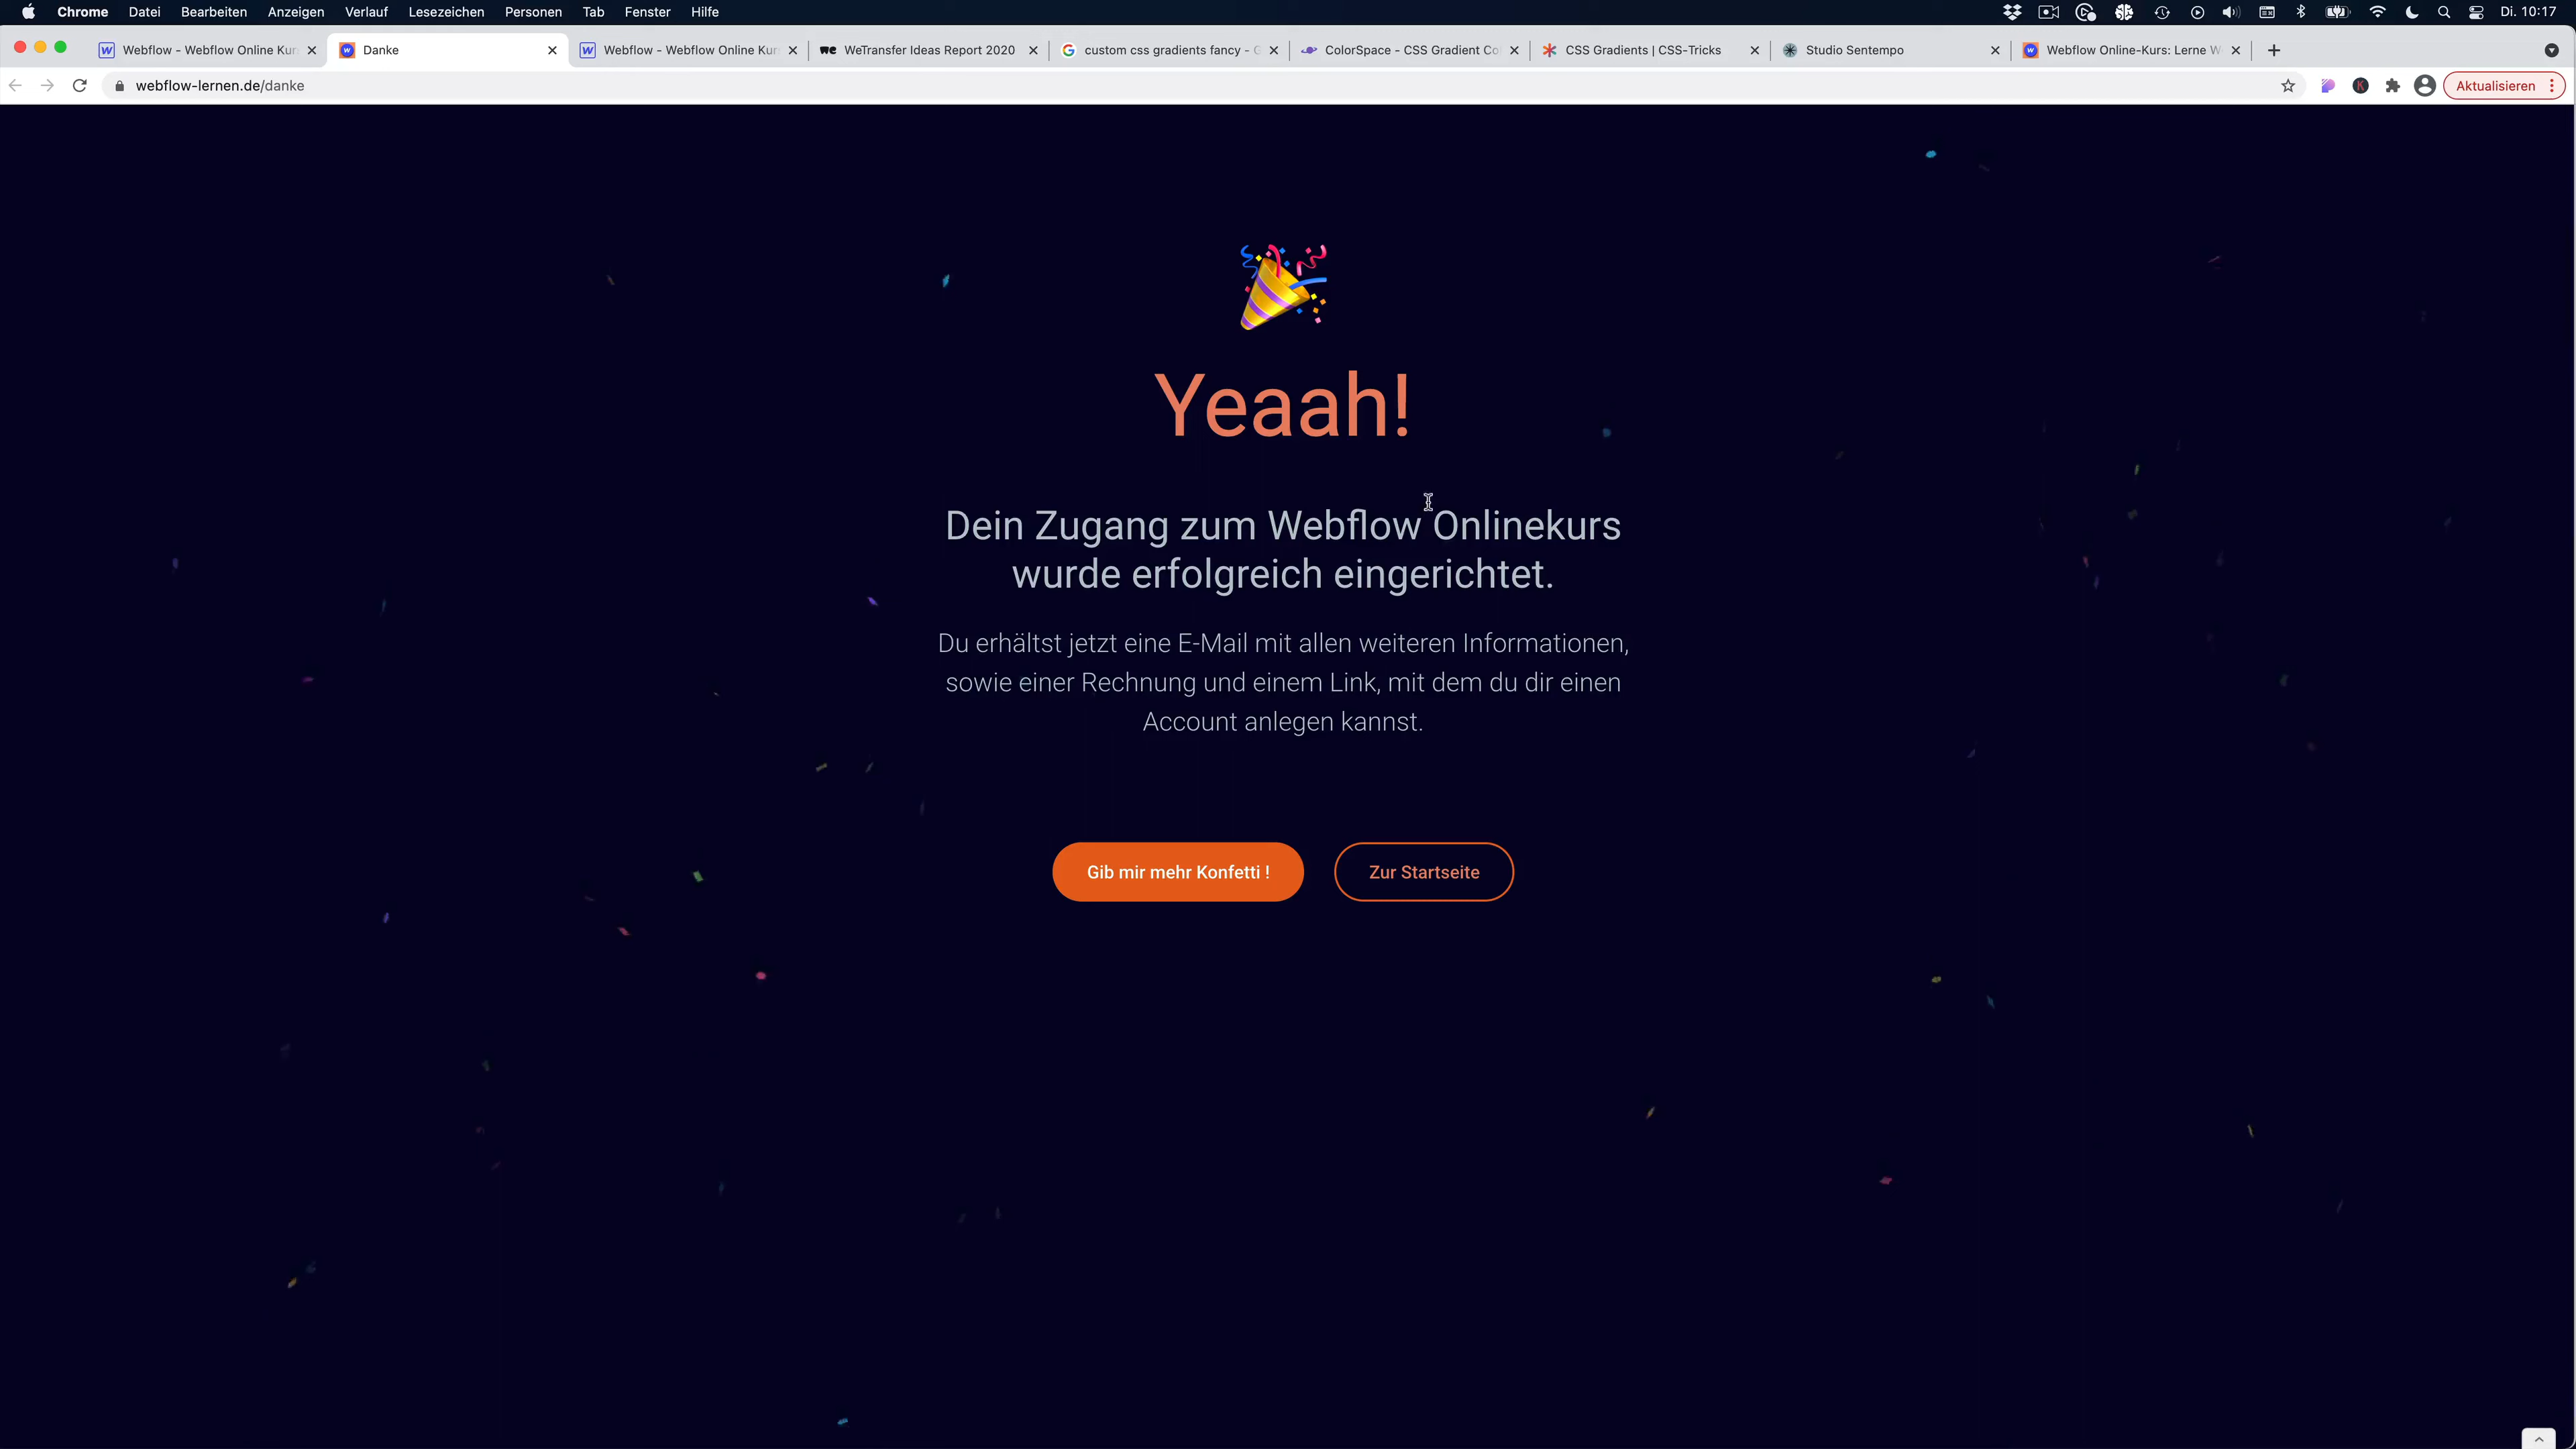 Chrome Datei Bearbeiten Anzeigen Verlauf Lesezeichen Personen Tab Fenster Hilfe Di. 10:17
Webflow - Webflow Online Kur
Danke
Webflow - Webflow Online Kur
WeTransfer Ideas Report 2020
custom css gradients fancy - G
ColorSpace - CSS Gradient Co
CSS Gradients | CSS-Tricks
Studio Sentempo
Webflow Online-Kurs: Lerne W
webflow-lernen.de/danke
Aktualisieren
Yeaah!
Dein Zugang zum Webflow Onlinekurs
wurde erfolgreich eingerichtet.
Du erhältst jetzt eine E-Mail mit allen weiteren Informationen,
sowie einer Rechnung und einem Link, mit dem du dir einen
Account anlegen kannst.
Gib mir mehr Konfetti !
Zur Startseite